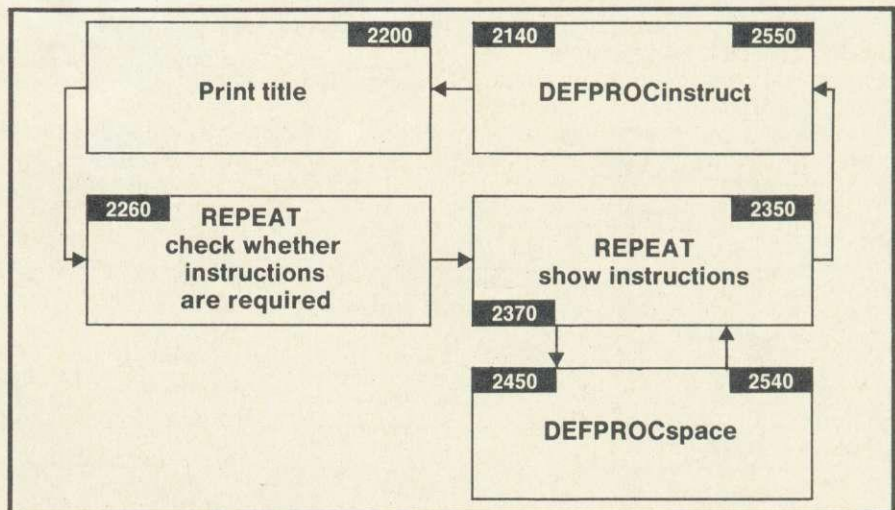 2200
Print title
2140
2550
DEFPROCinstruct
2260
REPEAT
check whether
instructions
are required
2350
REPEAT
show instructions
2370
2450
2540
DEFPROCspace